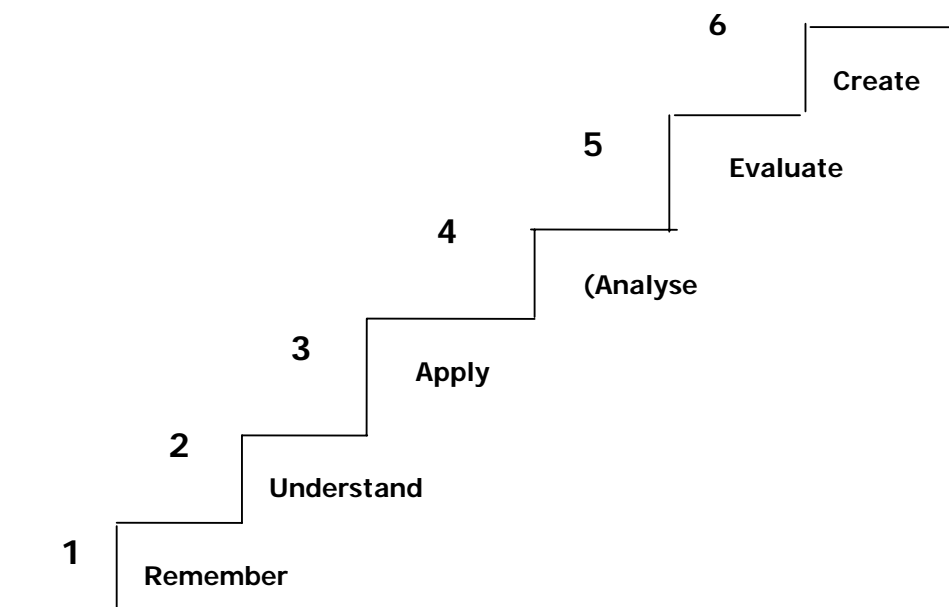 6
Create
5
Evaluate
4
(Analyse
3
Apply
2
Understand
1
Remember